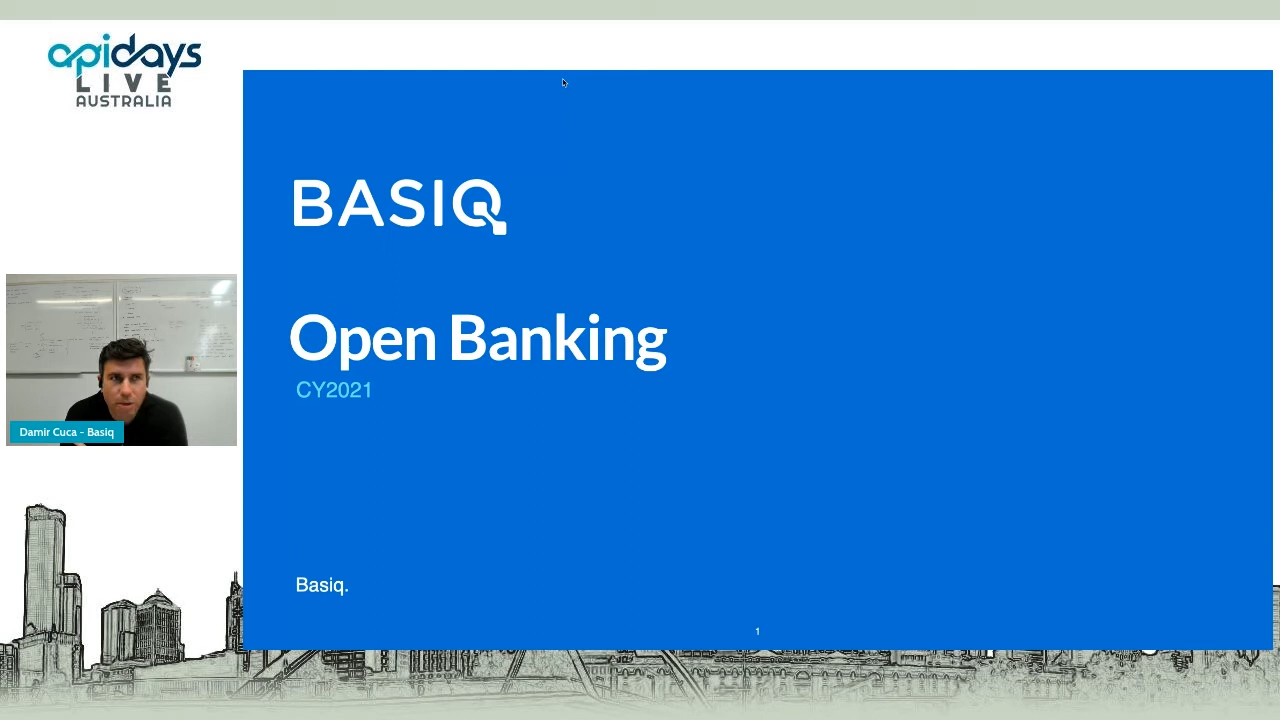 apidays
LIVE
AUSTRALIA
BASIQ
Open Banking
CY2021
Damir Cuca - Basiq
Basiq.
1